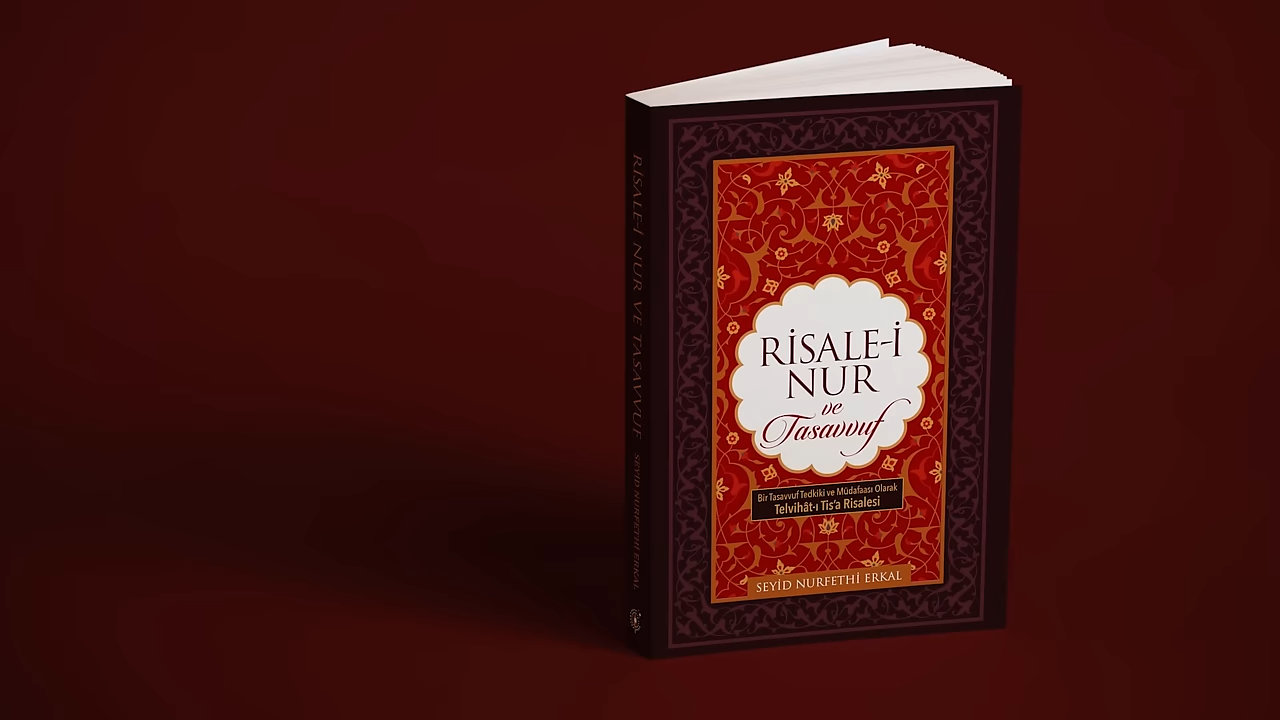 RİSALE-İ NUR VE TASAVVUF SEYİD NURFETHİ ERKAL
RİSALE-İ
NUR
ve
Tasavvuf
Bir Tasavvuf Tedkiki ve Müdafaası Olarak
Telvihât-ı Tis'a Risalesi
SEYİD NURFETHİ ERKAL